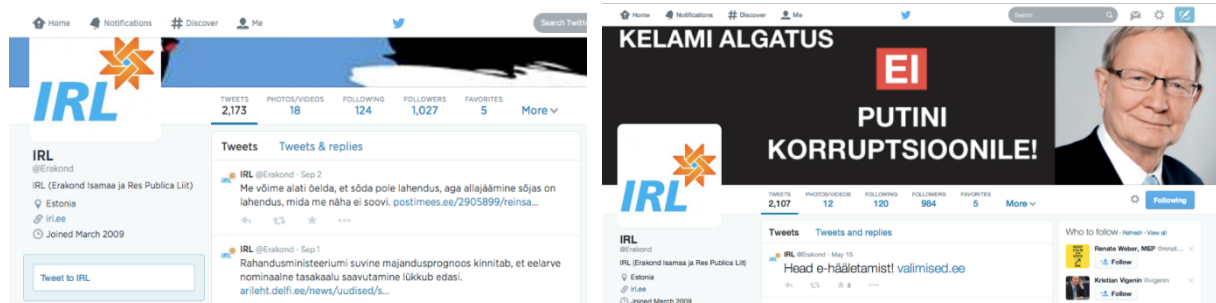 Home Notifications # Discover Me Search Twitte
IRL
TWEETS PHOTOS/VIDEOS FOLLOWING FOLLOWERS FAVORITES
2,173 18 124 1,027 5 More
IRL
@Erakond
IRL (Erakond Isamaa ja Res Publica Liit)
Estonia
irl.ee
Joined March 2009
Tweet to IRL
Tweets Tweets & replies
IRL @Erakond · Sep 2
Me võime alati öelda, et sõda pole lahendus, aga allajäämine sõjas on
lahendus, mida me näha ei soovi. postimees.ee/2905899/reinsa...
IRL @Erakond · Sep 1
Rahandusministeeriumi suvine majandusprognoos kinnitab, et eelarve
nominaalne tasakaalu saavutamine lükkub edasi.
arileht.delfi.ee/news/uudised/s...
Home Notifications # Discover Me Search
KELAMI ALGATUS
EI
PUTINI
KORRUPTSIOONILE!
IRL
TWEETS PHOTOS/VIDEOS FOLLOWING FOLLOWERS FAVORITES
2,107 12 120 984 5 More
Following
IRL
@Erakond
IRL (Erakond Isamaa ja Res Publica Liit)
Estonia
irl.ee
Joined March 2009
Tweets Tweets and replies
IRL @Erakond · May 15
Head e-hääletamist! valimised.ee
Who to follow · Refresh · View all
Renate Weber, MEP @renat...
Follow
Kristian Vigenin @vigenin
Follow